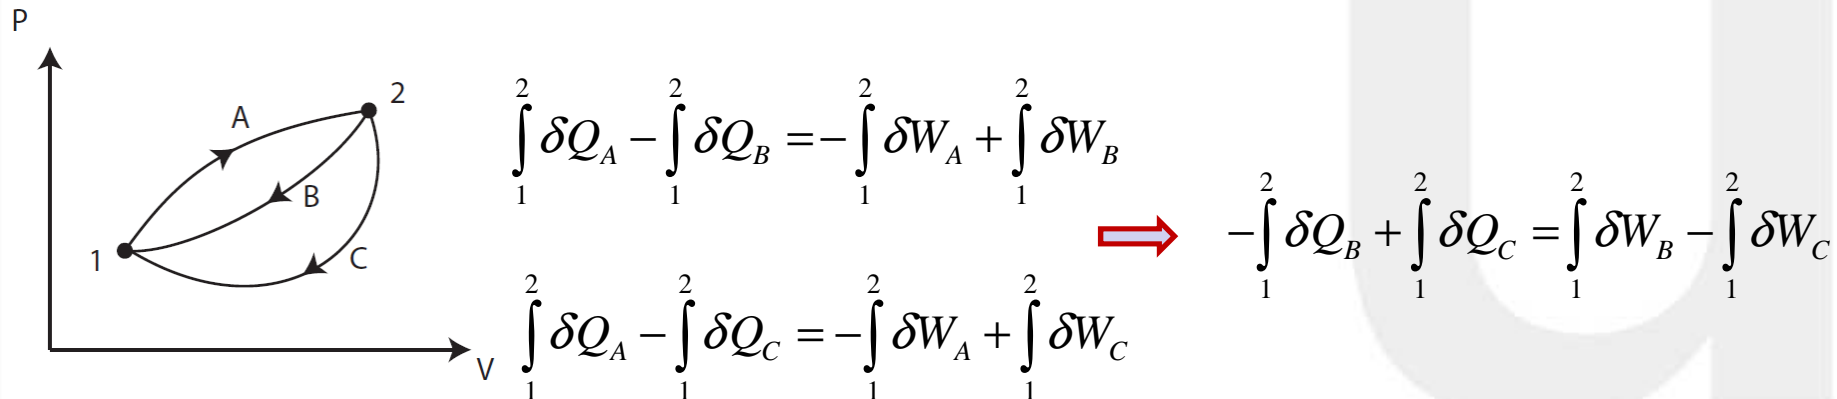 P
A
2
B
1
C
V
∫₁² δQ_A − ∫₁² δQ_B = − ∫₁² δW_A + ∫₁² δW_B
∫₁² δQ_A − ∫₁² δQ_C = − ∫₁² δW_A + ∫₁² δW_C
− ∫₁² δQ_B + ∫₁² δQ_C = ∫₁² δW_B − ∫₁² δW_C